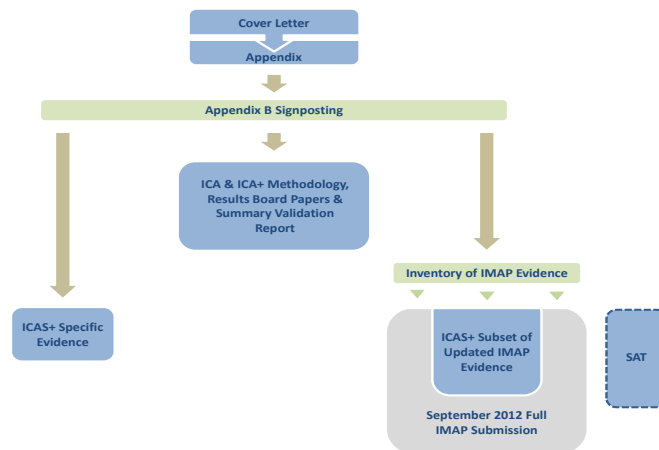 Cover Letter
Appendix
Appendix B Signposting
ICA & ICA+ Methodology,
Results Board Papers &
Summary Validation
Report
Inventory of IMAP Evidence
ICAS+ Specific
Evidence
ICAS+ Subset of
Updated IMAP
Evidence
SAT
September 2012 Full
IMAP Submission